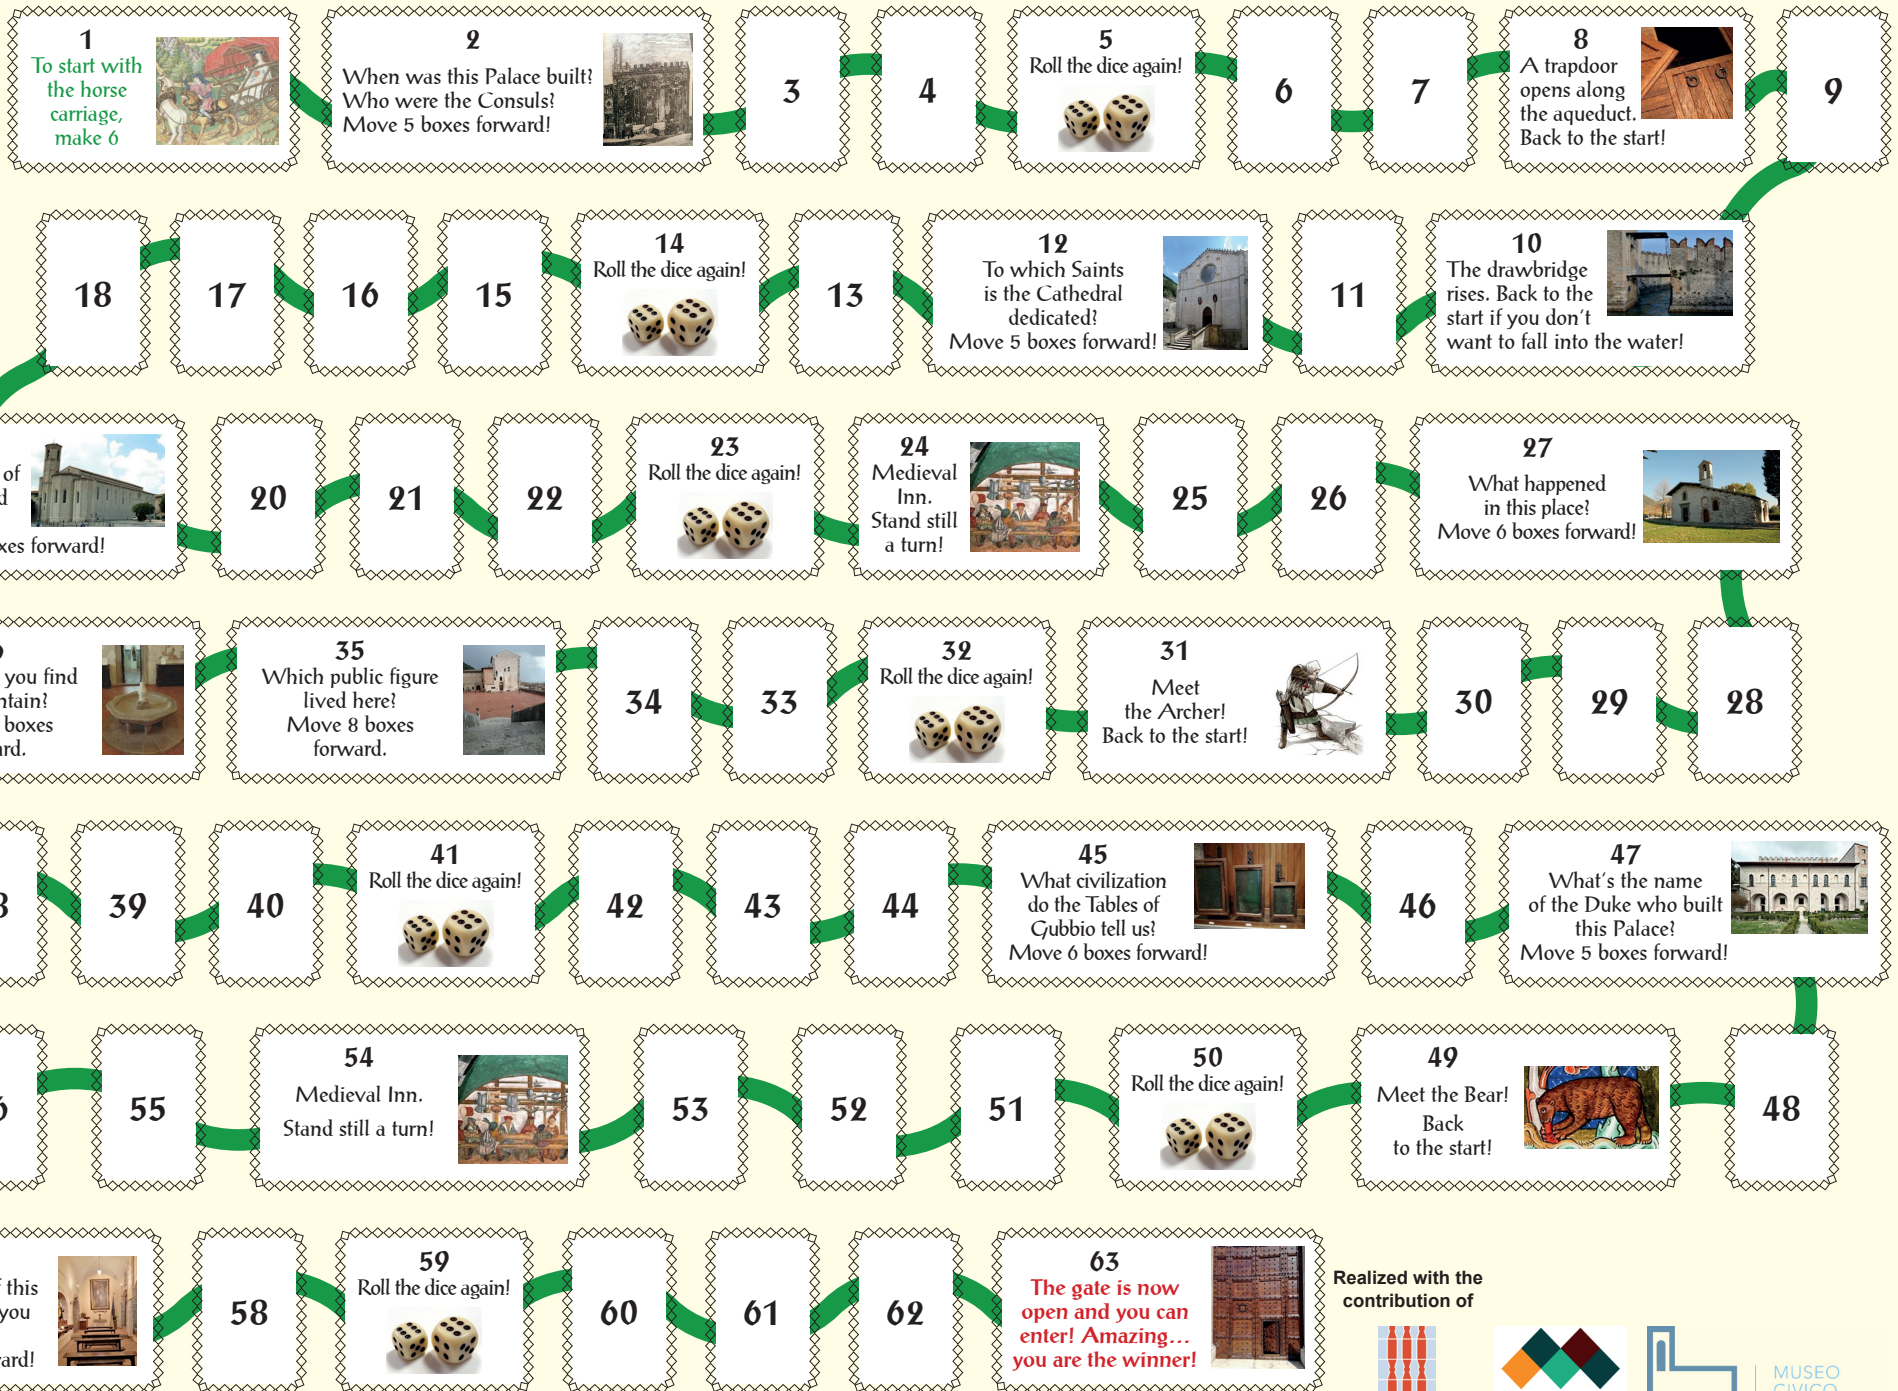 1
To start with
the horse
carriage,
make 6
2
When was this Palace built?
Who were the Consuls?
Move 5 boxes forward!
3
4
5
Roll the dice again!
6
7
8
A trapdoor
opens along
the aqueduct.
Back to the start!
9
10
The drawbridge
rises. Back to the
start if you don't
want to fall into the water!
11
12
To which Saints
is the Cathedral
dedicated?
Move 5 boxes forward!
13
14
Roll the dice again!
15
16
17
18
of
xes forward!
20
21
22
23
Roll the dice again!
24
Medieval
Inn.
Stand still
a turn!
25
26
27
What happened
in this place?
Move 6 boxes forward!
28
29
30
31
Meet
the Archer!
Back to the start!
32
Roll the dice again!
33
34
35
Which public figure
lived here?
Move 8 boxes
forward.
you find
ntain?
boxes
rd.
39
40
41
Roll the dice again!
42
43
44
45
What civilization
do the Tables of
Gubbio tell us?
Move 6 boxes forward!
46
47
What's the name
of the Duke who built
this Palace?
Move 5 boxes forward!
48
49
Meet the Bear!
Back
to the start!
50
Roll the dice again!
51
52
53
54
Medieval Inn.
Stand still a turn!
55
this
you
ard!
58
59
Roll the dice again!
60
61
62
63
The gate is now
open and you can
enter! Amazing...
you are the winner!
Realized with the
contribution of
MUSEO
CIVICO